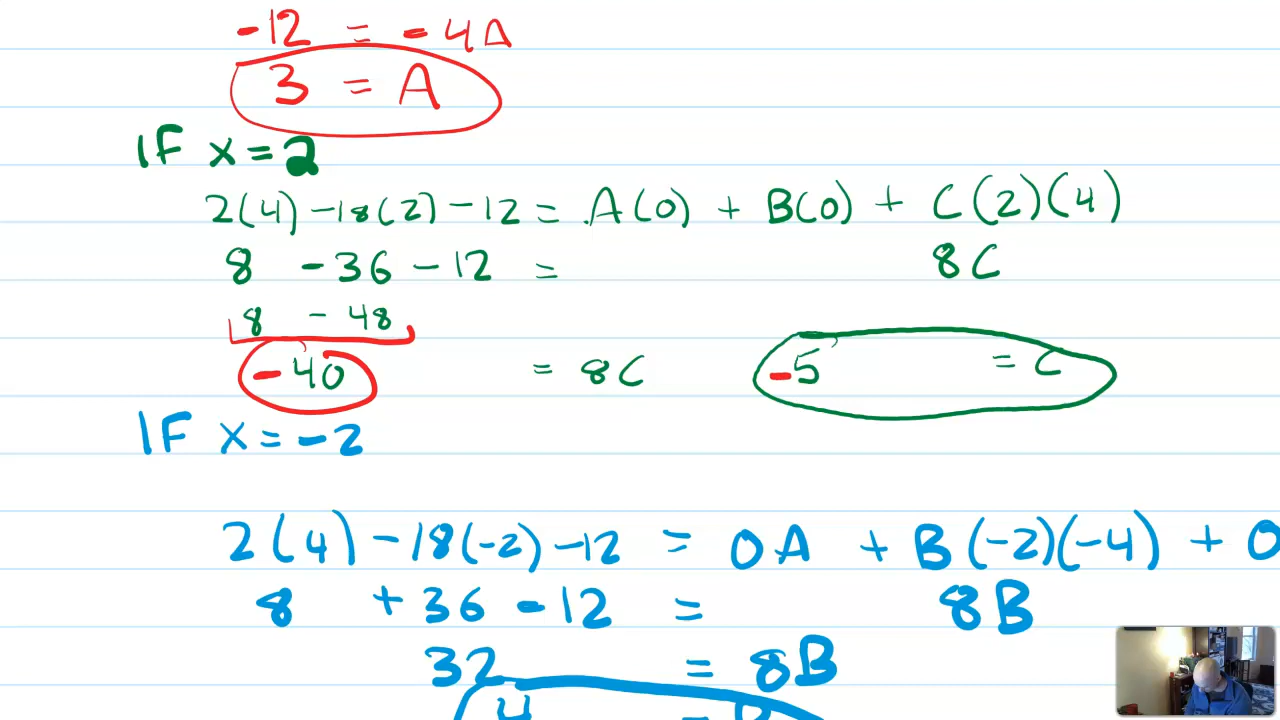 -12 = -4A
3 = A
IF x = 2
2(4) -18(2) -12 = A(0) + B(0) + C(2)(4)
8 -36 -12 = 8C
8 - 48
-40 = 8C -5 = C
IF x = -2
2(4) -18(-2) -12 = 0A + B(-2)(-4) + 0
8 +36 -12 = 8B
32 = 8B
4 = B